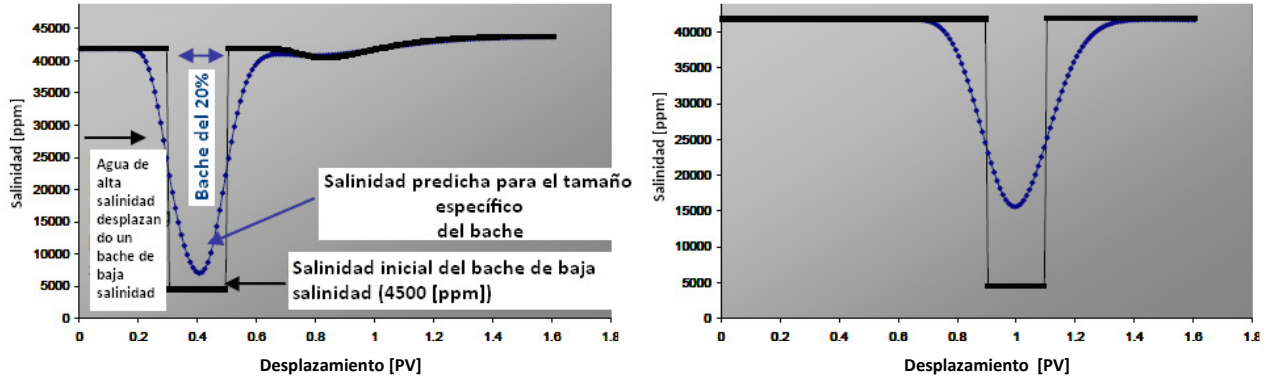 45000
40000
35000
30000
25000
20000
15000
10000
5000
0
Salinidad [ppm]
Bache del 20%
Agua de
alta
salinidad
desplazan
do un
bache de
baja
salinidad
Salinidad predicha para el tamaño
específico
del bache
Salinidad inicial del bache de baja
salinidad (4500 [ppm])
0 0.2 0.4 0.6 0.8 1 1.2 1.4 1.6 1.8
Desplazamiento [PV]
40000
35000
30000
25000
20000
15000
10000
5000
0
Salinidad [ppm]
0 0.2 0.4 0.6 0.8 1 1.2 1.4 1.6 1.8
Desplazamiento [PV]